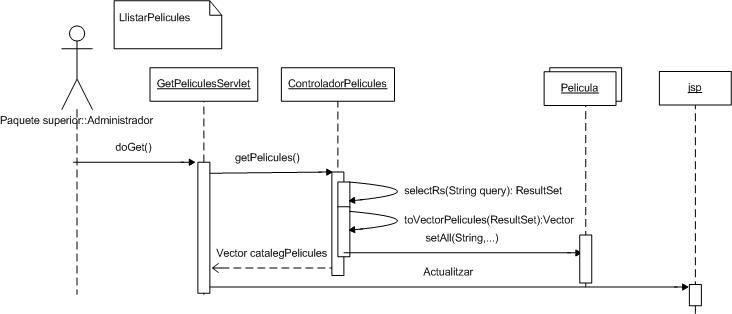 LlistarPelicules
GetPeliculesServlet
ControladorPelicules
Pelicula
jsp
Paquete superior::Administrador
doGet()
getPelicules()
selectRs(String query): ResultSet
toVectorPelicules(ResultSet):Vector
setAll(String,...)
Vector catalegPelicules
Actualitzar